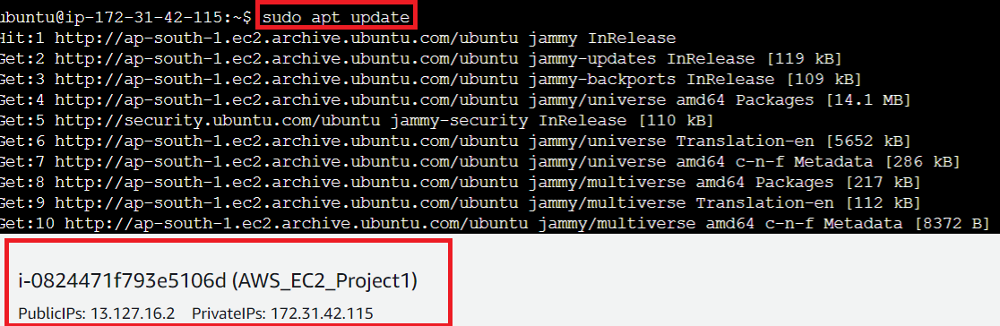 ubuntu@ip-172-31-42-115:~$ sudo apt update
Hit:1 http://ap-south-1.ec2.archive.ubuntu.com/ubuntu jammy InRelease
Get:2 http://ap-south-1.ec2.archive.ubuntu.com/ubuntu jammy-updates InRelease [119 kB]
Get:3 http://ap-south-1.ec2.archive.ubuntu.com/ubuntu jammy-backports InRelease [109 kB]
Get:4 http://ap-south-1.ec2.archive.ubuntu.com/ubuntu jammy/universe amd64 Packages [14.1 MB]
Get:5 http://security.ubuntu.com/ubuntu jammy-security InRelease [110 kB]
Get:6 http://ap-south-1.ec2.archive.ubuntu.com/ubuntu jammy/universe Translation-en [5652 kB]
Get:7 http://ap-south-1.ec2.archive.ubuntu.com/ubuntu jammy/universe amd64 c-n-f Metadata [286 kB]
Get:8 http://ap-south-1.ec2.archive.ubuntu.com/ubuntu jammy/multiverse amd64 Packages [217 kB]
Get:9 http://ap-south-1.ec2.archive.ubuntu.com/ubuntu jammy/multiverse Translation-en [112 kB]
Get:10 http://ap-south-1.ec2.archive.ubuntu.com/ubuntu jammy/multiverse amd64 c-n-f Metadata [8372 B]
i-0824471f793e5106d (AWS_EC2_Project1)
PublicIPs: 13.127.16.2 PrivateIPs: 172.31.42.115